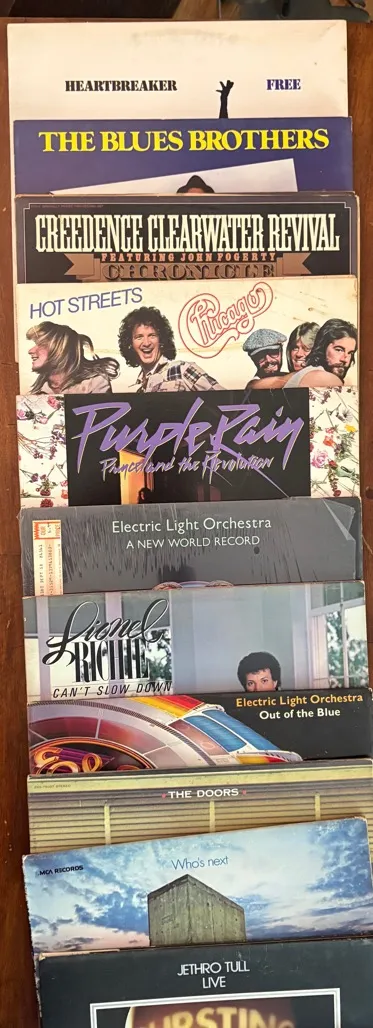 HEARTBREAKER FREE
THE BLUES BROTHERS
CREEDENCE CLEARWATER REVIVAL
FEATURING JOHN FOGERTY
CHRONICLE
HOT STREETS Chicago
Purple Rain
Prince and the Revolution
Electric Light Orchestra
A NEW WORLD RECORD
Lionel
RICHIE
CAN'T SLOW DOWN
Electric Light Orchestra
Out of the Blue
ELO
THE DOORS
Who's next
MCA RECORDS
JETHRO TULL
LIVE
BURSTING